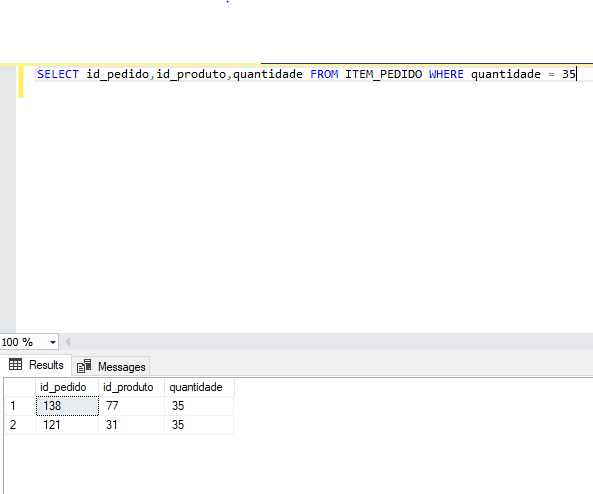 SELECT id_pedido,id_produto,quantidade FROM ITEM_PEDIDO WHERE quantidade = 35
100 %
Results Messages
id_pedido id_produto quantidade
1 138 77 35
2 121 31 35